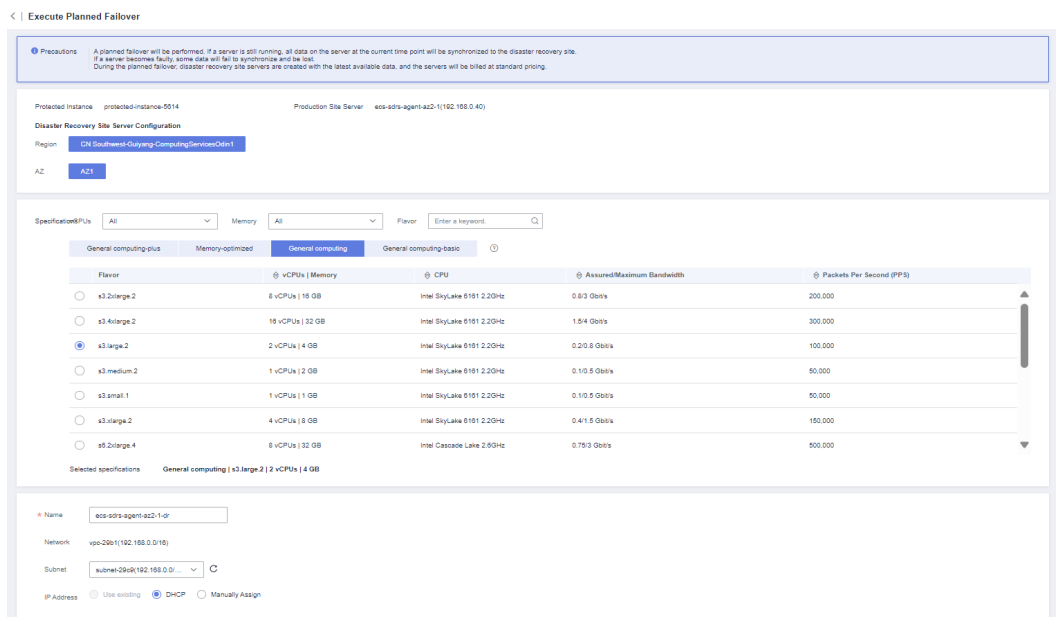 Execute Planned Failover
Precautions A planned failover will be performed. If a server is still running, all data on the server at the current time point will be synchronized to the disaster recovery site.
If a server becomes faulty, some data will fail to synchronize and be lost.
During the planned failover, disaster recovery site servers are created with the latest available data, and the servers will be billed at standard pricing.
Protected Instance protected-instance-5614 Production Site Server ecs-sdrs-agent-az2-1(192.168.0.40)
Disaster Recovery Site Server Configuration
Region CN Southwest-Guiyang-ComputingServicesOdin1
AZ AZ1
Specifications vCPUs All Memory All Flavor Enter a keyword.
General computing-plus Memory-optimized General computing General computing-basic
Flavor vCPUs | Memory CPU Assured/Maximum Bandwidth Packets Per Second (PPS)
s3.2xlarge.2 8 vCPUs | 16 GB Intel SkyLake 6161 2.2GHz 0.8/3 Gbit/s 200,000
s3.4xlarge.2 16 vCPUs | 32 GB Intel SkyLake 6161 2.2GHz 1.5/4 Gbit/s 300,000
s3.large.2 2 vCPUs | 4 GB Intel SkyLake 6161 2.2GHz 0.2/0.8 Gbit/s 100,000
s3.medium.2 1 vCPUs | 2 GB Intel SkyLake 6161 2.2GHz 0.1/0.5 Gbit/s 50,000
s3.small.1 1 vCPUs | 1 GB Intel SkyLake 6161 2.2GHz 0.1/0.5 Gbit/s 50,000
s3.xlarge.2 4 vCPUs | 8 GB Intel SkyLake 6161 2.2GHz 0.4/1.5 Gbit/s 150,000
s6.2xlarge.4 8 vCPUs | 32 GB Intel Cascade Lake 2.6GHz 0.75/3 Gbit/s 500,000
Selected specifications General computing | s3.large.2 | 2 vCPUs | 4 GB
* Name ecs-sdrs-agent-az2-1-dr
Network vpc-29b1(192.168.0.0/16)
Subnet subnet-29c9(192.168.0.0/...
IP Address Use existing DHCP Manually Assign